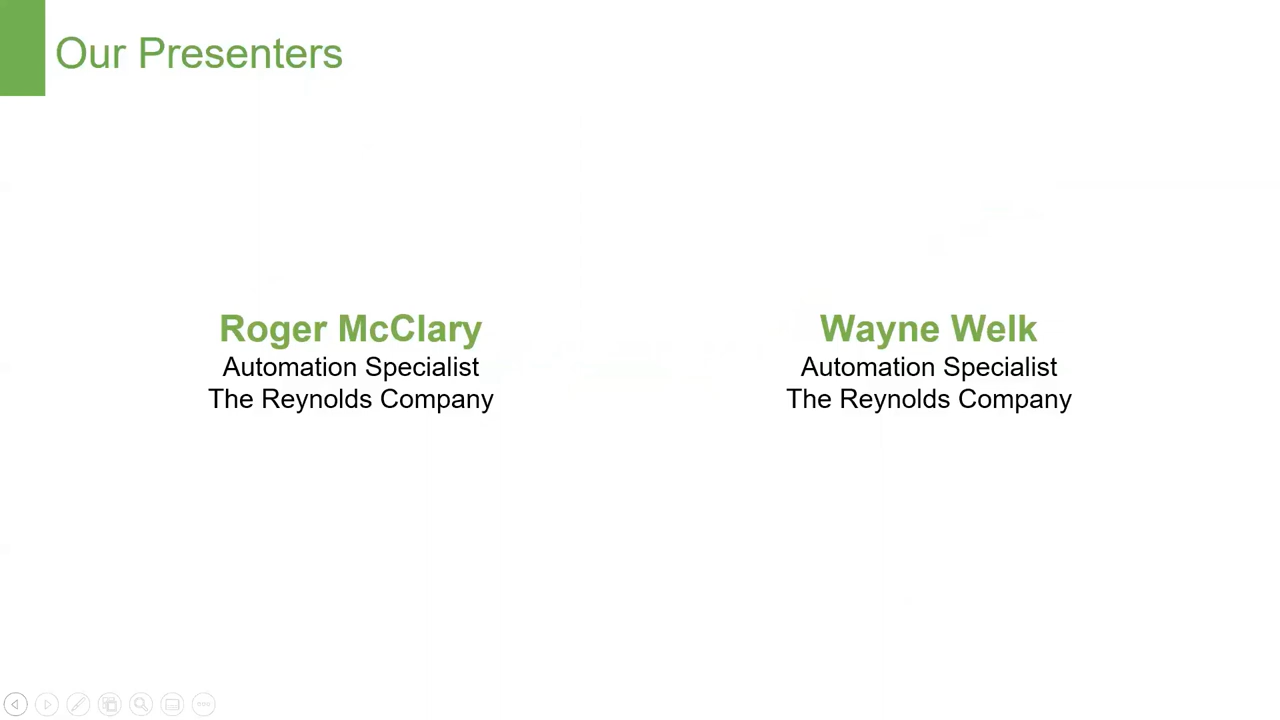 Our Presenters
Roger McClary
Automation Specialist
The Reynolds Company
Wayne Welk
Automation Specialist
The Reynolds Company